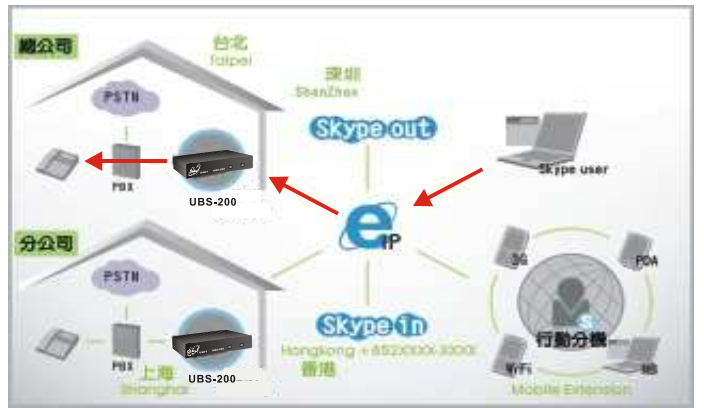 總公司
台北
Taipei
深圳
ShenZhen
PSTN
Skype out
PBX
UBS-200
Skype user
e IP
分公司
PSTN
3G
PDA
Skype in
行動分機
Hongkong +852XXXX-XXXX
香港
PBX
上海
Shanghai
UBS-200
WiFi
NB
Mobile Extension